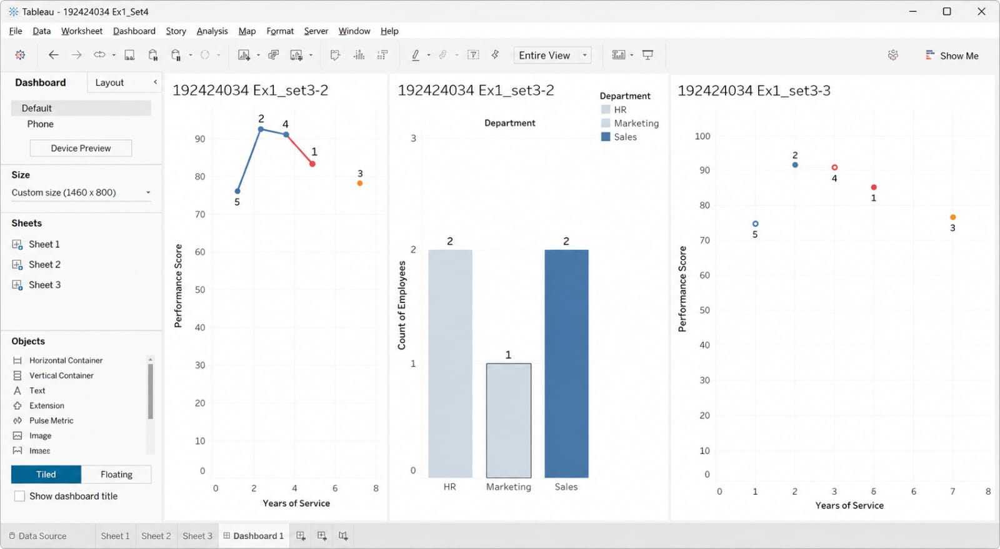 Tableau - 192424034 Ex1_Set4
File Data Worksheet Dashboard Story Analysis Map Format Server Window Help
Entire View
Show Me
Dashboard Layout
Default
Phone
Device Preview
Size
Custom size (1460 x 800)
Sheets
Sheet 1
Sheet 2
Sheet 3
Objects
Horizontal Container
Vertical Container
Text
Extension
Pulse Metric
Image
Tiled Floating
Show dashboard title
192424034 Ex1_set3-2
Performance Score
90
80
70
60
50
40
30
20
10
0
2
4
1
3
5
0 2 4 6 8
Years of Service
192424034 Ex1_set3-2
Department
Department
HR
Marketing
Sales
Count of Employees
3
2
1
0
2
1
2
HR Marketing Sales
192424034 Ex1_set3-3
Performance Score
100
90
80
70
60
50
40
30
20
10
0
2
4
1
3
5
0 1 2 3 6 7 8
Years of Service
Data Source Sheet 1 Sheet 2 Sheet 3 Dashboard 1